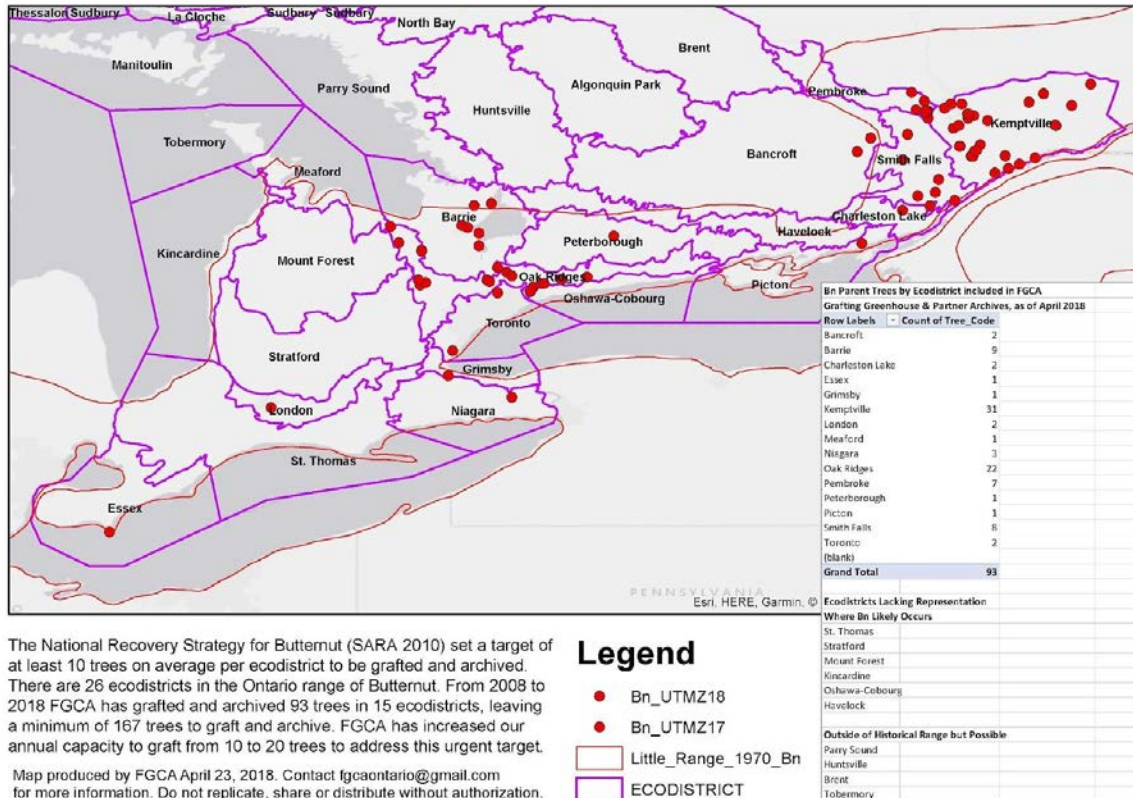 Thessalon Sudbury
La Cloche
Sudbury
Sudbury
North Bay
Brent
Manitoulin
Parry Sound
Algonquin Park
Pembroke
Huntsville
Kemptville
Tobermory
Bancroft
Smith Falls
Meaford
Barrie
Charleston Lake
Havelock
Peterborough
Kincardine
Mount Forest
Oak Ridges
Picton
Oshawa-Cobourg
Toronto
Stratford
Grimsby
London
Niagara
St. Thomas
Essex
PENNSYLVANIA
Esri, HERE, Garmin, ©
Bn Parent Trees by Ecodistrict included in FGCA
Grafting Greenhouse & Partner Archives, as of April 2018
Row Labels Count of Tree_Code
Bancroft 2
Barrie 9
Charleston Lake 2
Essex 1
Grimsby 1
Kemptville 31
London 2
Meaford 1
Niagara 3
Oak Ridges 22
Pembroke 7
Peterborough 1
Picton 1
Smith Falls 8
Toronto 2
(blank)
Grand Total 93
Ecodistricts Lacking Representation
Where Bn Likely Occurs
St. Thomas
Stratford
Mount Forest
Kincardine
Oshawa-Cobourg
Havelock
Outside of Historical Range but Possible
Parry Sound
Huntsville
Brent
Tobermory
The National Recovery Strategy for Butternut (SARA 2010) set a target of
at least 10 trees on average per ecodistrict to be grafted and archived.
There are 26 ecodistricts in the Ontario range of Butternut. From 2008 to
2018 FGCA has grafted and archived 93 trees in 15 ecodistricts, leaving
a minimum of 167 trees to graft and archive. FGCA has increased our
annual capacity to graft from 10 to 20 trees to address this urgent target.
Map produced by FGCA April 23, 2018. Contact fgcaontario@gmail.com
for more information. Do not replicate, share or distribute without authorization.
Legend
Bn_UTMZ18
Bn_UTMZ17
Little_Range_1970_Bn
ECODISTRICT